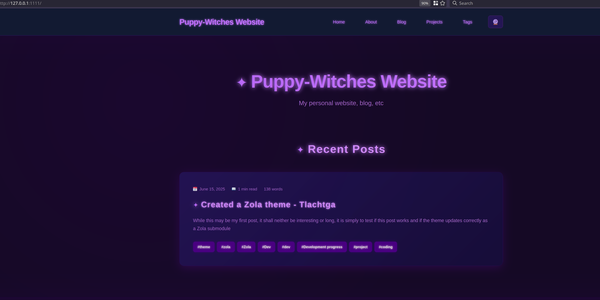 127.0.0.1:1111/
Search
Puppy-Witches Website
Home
About
Blog
Projects
Tags
Puppy-Witches Website
My personal website, blog, etc
Recent Posts
June 15, 2025 1 min read
Created a Zola theme - Tlachtga
While this may be my first post, it shall neither be interesting or long, it is simply to test if this post works and if the theme updates correctly as
a Zola submodule
#theme #zola #Zola #Dev #dev #Development progress #project #coding